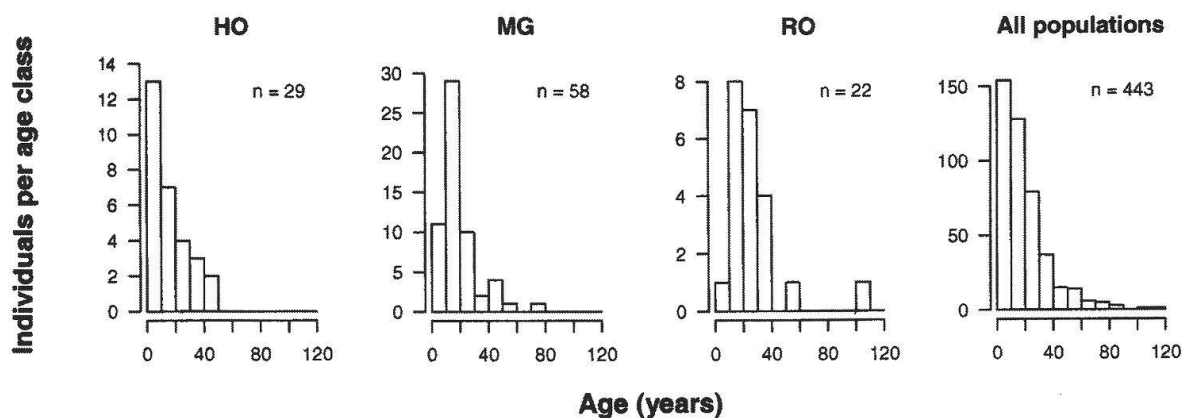 HO
MG
RO
All populations
Individuals per age class
14
12
10
8
6
4
2
0
n = 29
0 40 80 120
30
25
20
15
10
5
0
n = 58
0 40 80 120
8
6
4
2
0
n = 22
0 40 80 120
150
100
50
0
n = 443
0 40 80 120
Age (years)